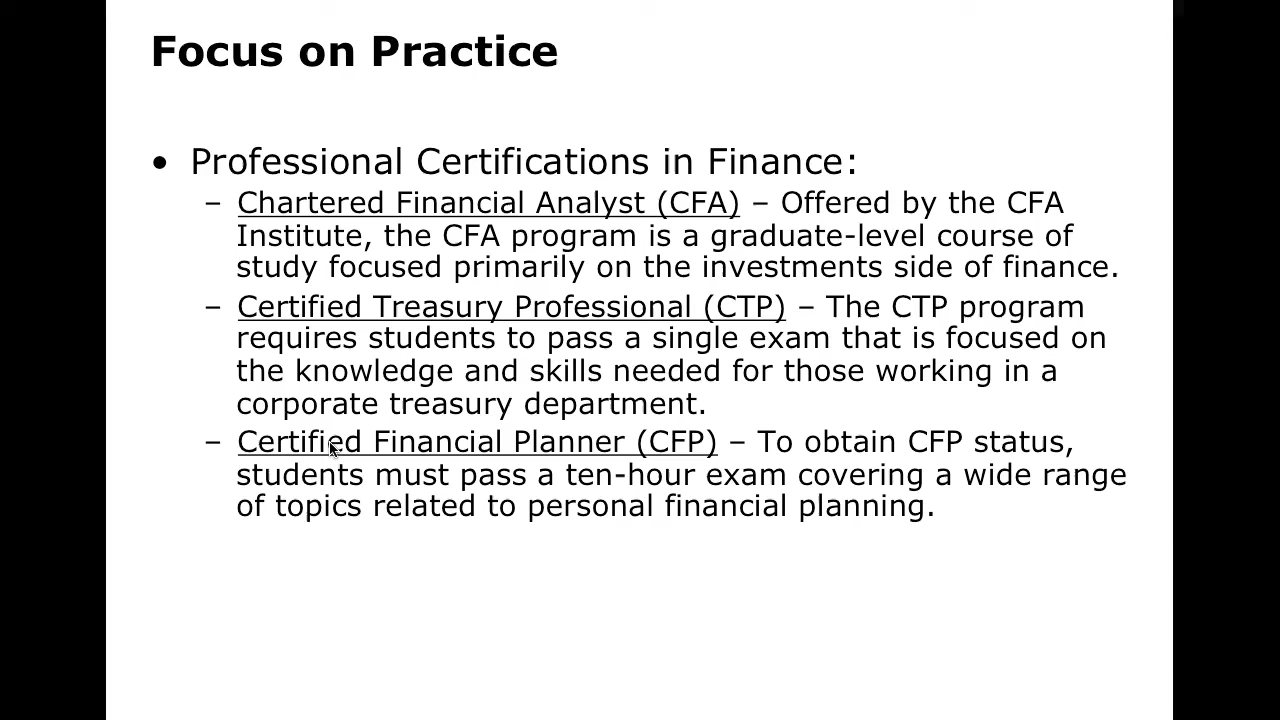 Focus on Practice
• Professional Certifications in Finance:
– Chartered Financial Analyst (CFA) – Offered by the CFA
Institute, the CFA program is a graduate-level course of
study focused primarily on the investments side of finance.
– Certified Treasury Professional (CTP) – The CTP program
requires students to pass a single exam that is focused on
the knowledge and skills needed for those working in a
corporate treasury department.
– Certified Financial Planner (CFP) – To obtain CFP status,
students must pass a ten-hour exam covering a wide range
of topics related to personal financial planning.